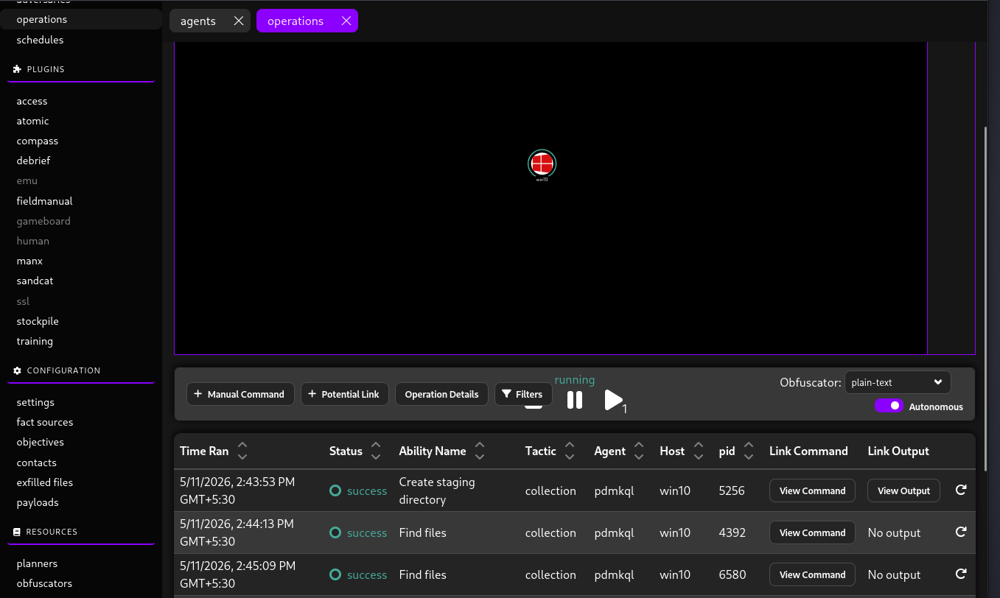 adversaries
operations
schedules
PLUGINS
access
atomic
compass
debrief
emu
fieldmanual
gameboard
human
manx
sandcat
ssl
stockpile
training
CONFIGURATION
settings
fact sources
objectives
contacts
exfilled files
payloads
RESOURCES
planners
obfuscators
agents
operations
win10
Manual Command
Potential Link
Operation Details
Filters
running
1
Obfuscator: plain-text
Autonomous
Time Ran Status Ability Name Tactic Agent Host pid Link Command Link Output
5/11/2026, 2:43:53 PM GMT+5:30 success Create staging directory collection pdmkql win10 5256 View Command View Output
5/11/2026, 2:44:13 PM GMT+5:30 success Find files collection pdmkql win10 4392 View Command No output
5/11/2026, 2:45:09 PM GMT+5:30 success Find files collection pdmkql win10 6580 View Command No output